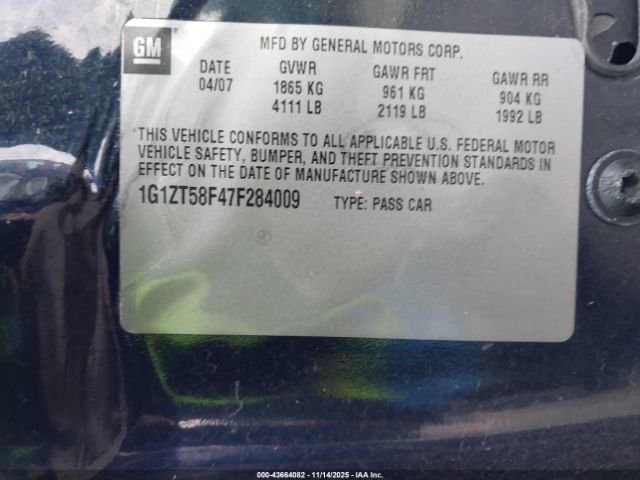 GM
MFD BY GENERAL MOTORS CORP.
DATE GVWR GAWR FRT GAWR RR
04/07 1865 KG 961 KG 904 KG
4111 LB 2119 LB 1992 LB
THIS VEHICLE CONFORMS TO ALL APPLICABLE U.S. FEDERAL MOTOR
VEHICLE SAFETY, BUMPER, AND THEFT PREVENTION STANDARDS IN
EFFECT ON THE DATE OF MANUFACTURE SHOWN ABOVE.
1G1ZT58F47F284009 TYPE: PASS CAR
000-43664082 - 11/14/2025 - IAA Inc.